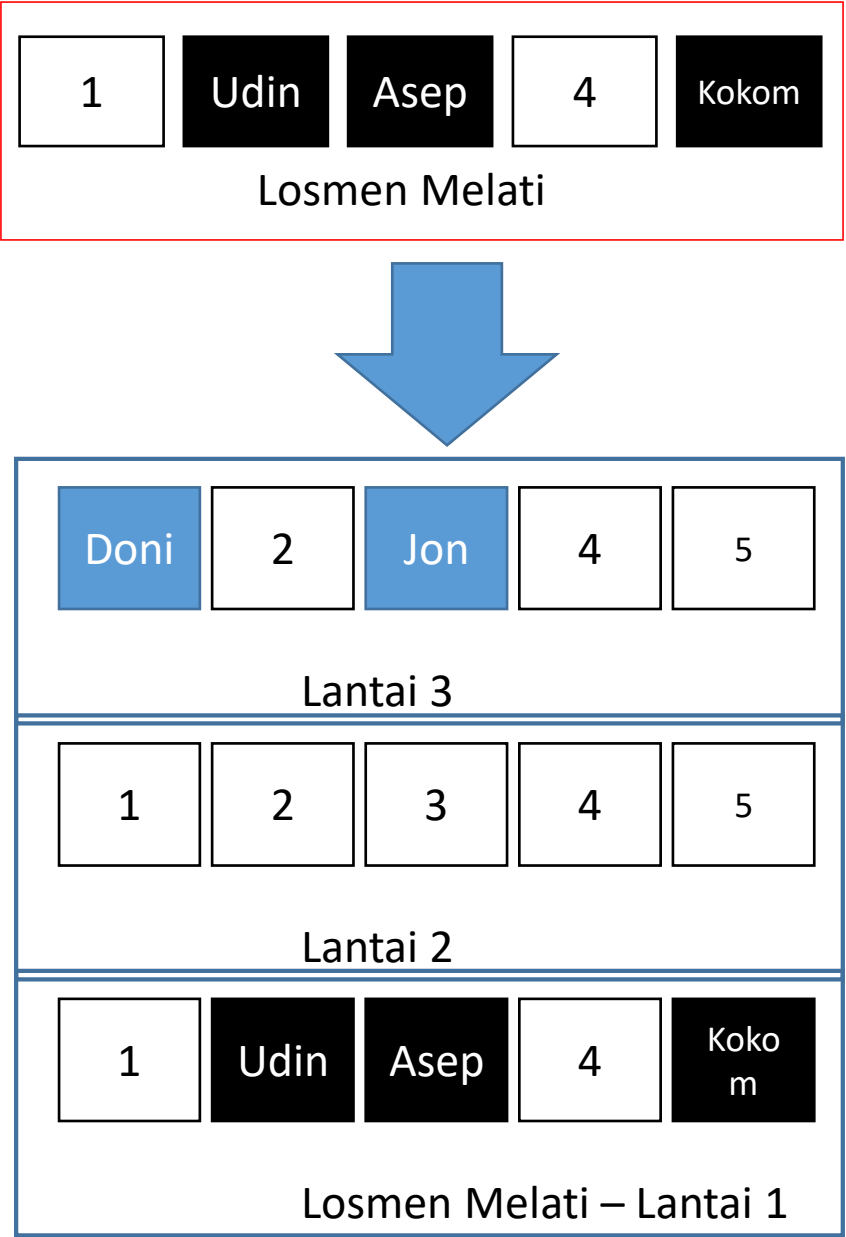 1 Udin Asep 4 Kokom
Losmen Melati
Doni 2 Jon 4 5
Lantai 3
1 2 3 4 5
Lantai 2
1 Udin Asep 4 Koko
m
Losmen Melati – Lantai 1